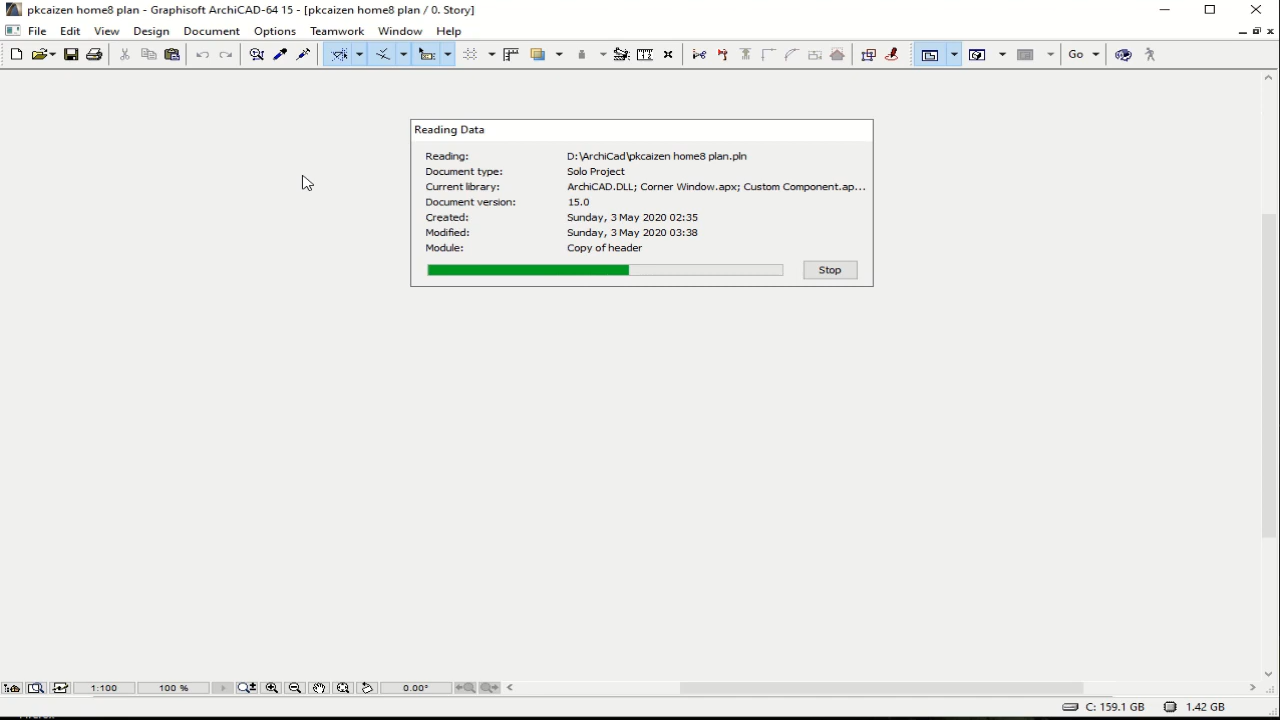 pkcaizen home8 plan - Graphisoft ArchiCAD-64 15 - [pkcaizen home8 plan / 0. Story]
File Edit View Design Document Options Teamwork Window Help
Go
Reading Data
Reading: D:\ArchiCad\pkcaizen home8 plan.pln
Document type: Solo Project
Current library: ArchiCAD.DLL; Corner Window.apx; Custom Component.ap...
Document version: 15.0
Created: Sunday, 3 May 2020 02:35
Modified: Sunday, 3 May 2020 03:38
Module: Copy of header
Stop
1:100 100 % 0.00°
C: 159.1 GB 1.42 GB